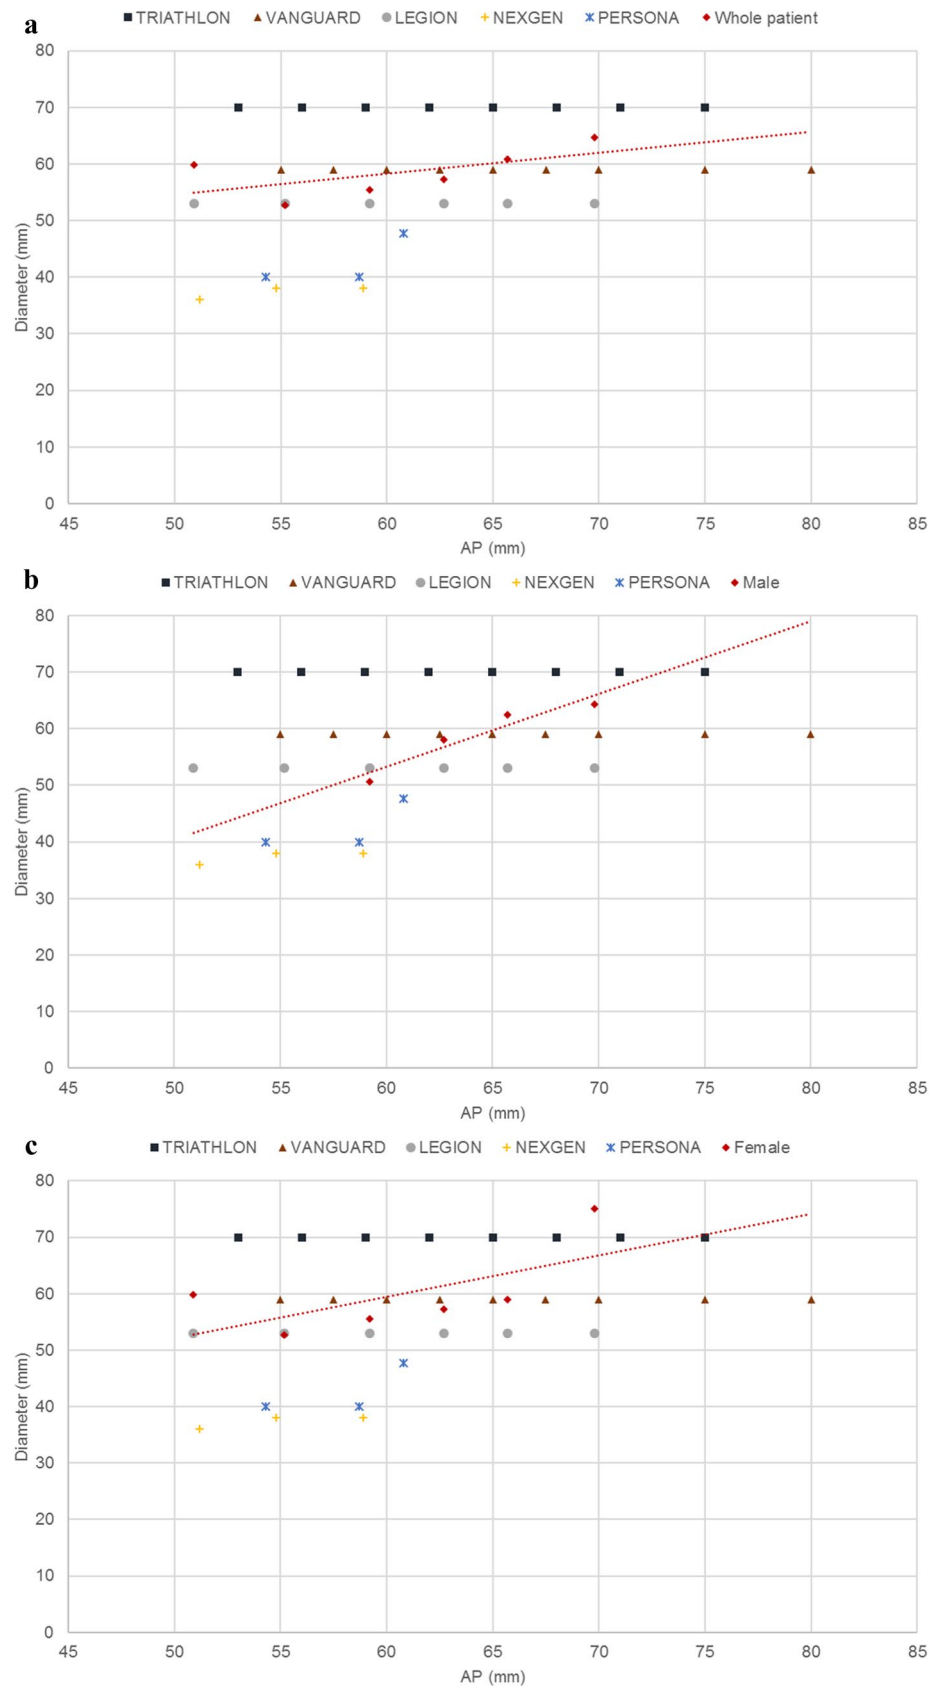 a
TRIATHLON VANGUARD LEGION NEXGEN PERSONA Whole patient
80
70
60
50
40
30
20
10
0
Diameter (mm)
45 50 55 60 65 70 75 80 85
AP (mm)
b
TRIATHLON VANGUARD LEGION NEXGEN PERSONA Male
80
70
60
50
40
30
20
10
0
Diameter (mm)
45 50 55 60 65 70 75 80 85
AP (mm)
c
TRIATHLON VANGUARD LEGION NEXGEN PERSONA Female
80
70
60
50
40
30
20
10
0
Diameter (mm)
45 50 55 60 65 70 75 80 85
AP (mm)